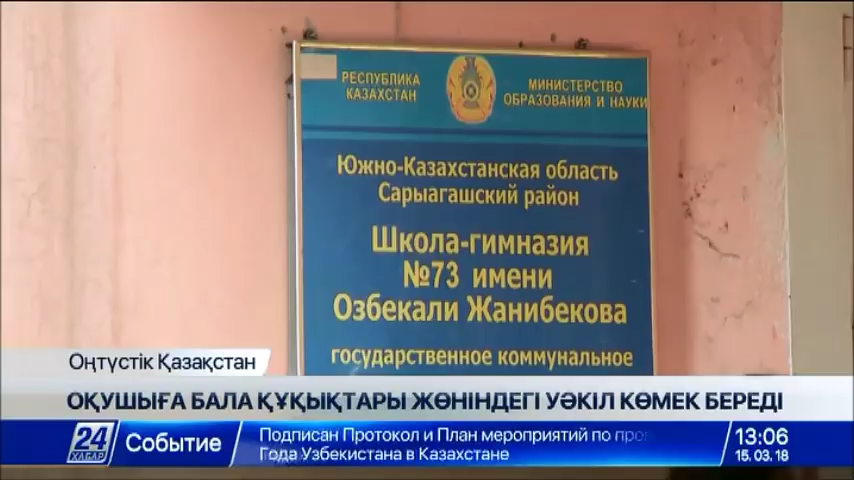 РЕСПУБЛИКА
КАЗАХСТАН
МИНИСТЕРСТВО
ОБРАЗОВАНИЯ И НАУКИ
Южно-Казахстанская область
Сарыагашский район
Школа-гимназия
№73 имени
Озбекали Жанибекова
государственное коммунальное
Оңтүстік Қазақстан
ОҚУШЫҒА БАЛА ҚҰҚЫҚТАРЫ ЖӨНІНДЕГІ УӘКІЛ КӨМЕК БЕРЕДІ
24
ХАБАР
Событие
Подписан Протокол и План мероприятий по
Года Узбекистана в Казахстане
13:06
15.03.18